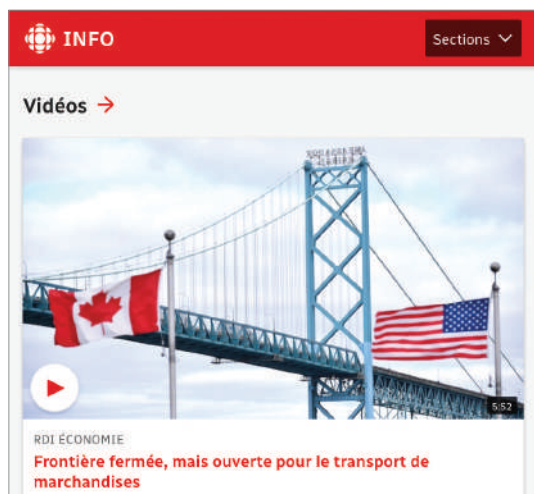 INFO
Sections
Vidéos
5:52
RDI ÉCONOMIE
Frontière fermée, mais ouverte pour le transport de
marchandises